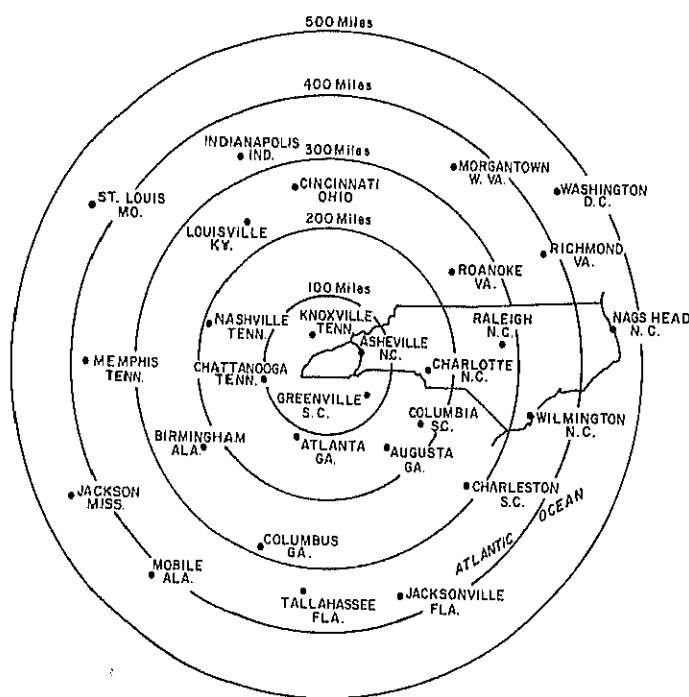 500 Miles
400 Miles
INDIANAPOLIS
IND.
300 Miles
MORGANTOWN
W. VA.
CINCINNATI
OHIO
WASHINGTON
D.C.
ST. LOUIS
MO.
LOUISVILLE
KY.
200 Miles
RICHMOND
VA.
ROANOKE
VA.
100 Miles
NASHVILLE
TENN.
KNOXVILLE
TENN.
RALEIGH
N.C.
NAGS HEAD
N.C.
ASHEVILLE
N.C.
MEMPHIS
TENN.
CHATTANOOGA
TENN.
CHARLOTTE
N.C.
GREENVILLE
S.C.
COLUMBIA
S.C.
WILMINGTON
N.C.
BIRMINGHAM
ALA.
ATLANTA
GA.
AUGUSTA
GA.
JACKSON
MISS.
CHARLESTON
S.C.
ATLANTIC OCEAN
COLUMBUS
GA.
MOBILE
ALA.
TALLAHASSEE
FLA.
JACKSONVILLE
FLA.